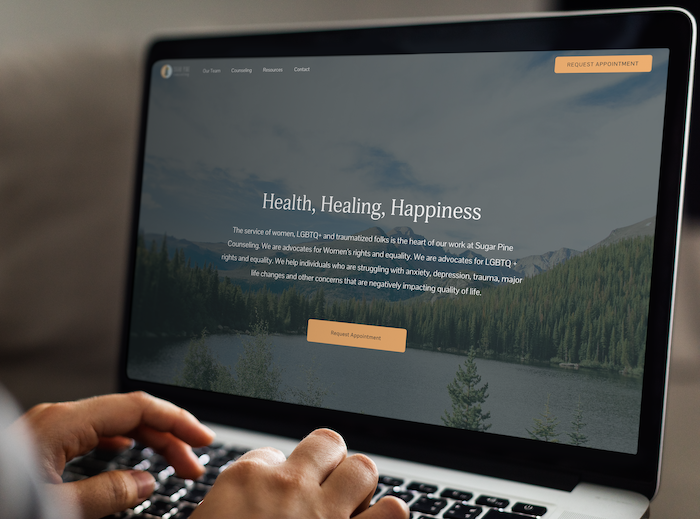 Our Team Counseling Resources Contact
REQUEST APPOINTMENT
Health, Healing, Happiness
The service of women, LGBTQ+ and traumatized folks is the heart of our work at Sugar Pine
Counseling. We are advocates for Women's rights and equality. We are advocates for LGBTQ +
rights and equality. We help individuals who are struggling with anxiety, depression, trauma, major
life changes and other concerns that are negatively impacting quality of life.
Request Appointment